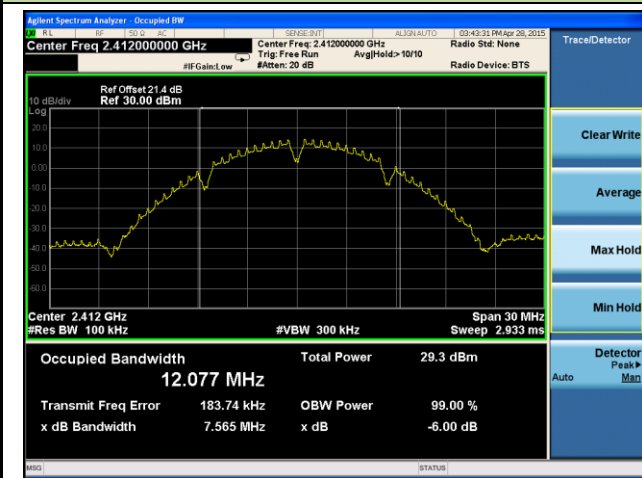 Agilent Spectrum Analyzer - Occupied BW
RL RF 50 Ω AC SENSE:INT ALIGNAUTO 03:43:31 PM Apr 28, 2015
Center Freq 2.412000000 GHz
Center Freq: 2.412000000 GHz
Radio Std: None
Trig: Free Run Avg|Hold:> 10/10
#IFGain:Low #Atten: 20 dB Radio Device: BTS
Trace/Detector
Ref Offset 21.4 dB
10 dB/div Ref 30.00 dBm
Log
20.0
10.0
0.00
-10.0
-20.0
-30.0
-40.0
-50.0
-60.0
Center 2.412 GHz Span 30 MHz
#Res BW 100 kHz #VBW 300 kHz Sweep 2.933 ms
Occupied Bandwidth Total Power 29.3 dBm
12.077 MHz
Transmit Freq Error 183.74 kHz OBW Power 99.00 %
x dB Bandwidth 7.565 MHz x dB -6.00 dB
Clear Write
Average
Max Hold
Min Hold
Detector
Peak▶
Auto Man
MSG STATUS